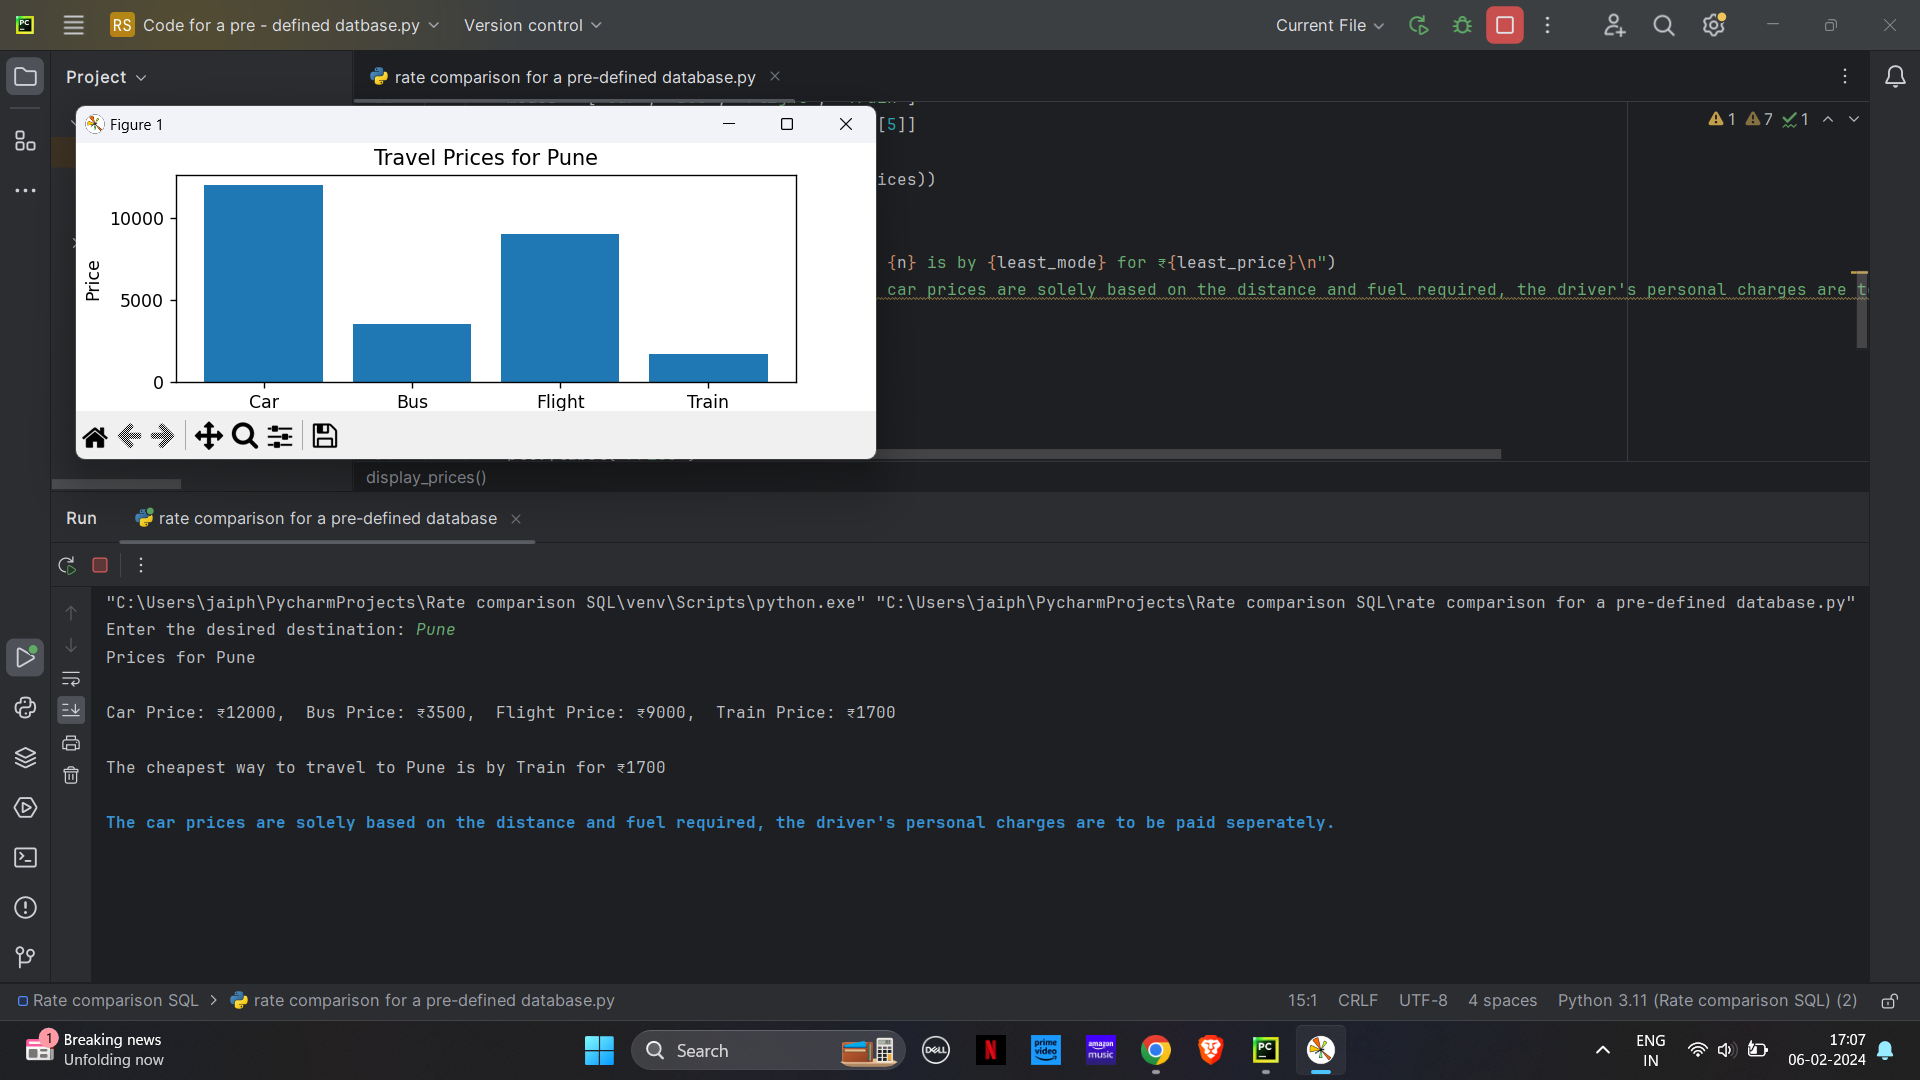 PC
RS Code for a pre - defined datbase.py
Version control
Current File
Project
rate comparison for a pre-defined database.py
[5]]
1 7 1
ices))
{n} is by {least_mode} for ₹{least_price}\n")
car prices are solely based on the distance and fuel required, the driver's personal charges are t
Figure 1
Travel Prices for Pune
Price
10000
5000
0
Car Bus Flight Train
display_prices()
Run
rate comparison for a pre-defined database
"C:\Users\jaiph\PycharmProjects\Rate comparison SQL\venv\Scripts\python.exe" "C:\Users\jaiph\PycharmProjects\Rate comparison SQL\rate comparison for a pre-defined database.py"
Enter the desired destination: Pune
Prices for Pune
Car Price: ₹12000,  Bus Price: ₹3500,  Flight Price: ₹9000,  Train Price: ₹1700
The cheapest way to travel to Pune is by Train for ₹1700
The car prices are solely based on the distance and fuel required, the driver's personal charges are to be paid seperately.
Rate comparison SQL > rate comparison for a pre-defined database.py
15:1 CRLF UTF-8 4 spaces Python 3.11 (Rate comparison SQL) (2)
1
Breaking news
Unfolding now
Search
DELL
N
prime video
amazon music
PC
ENG
IN
17:07
06-02-2024